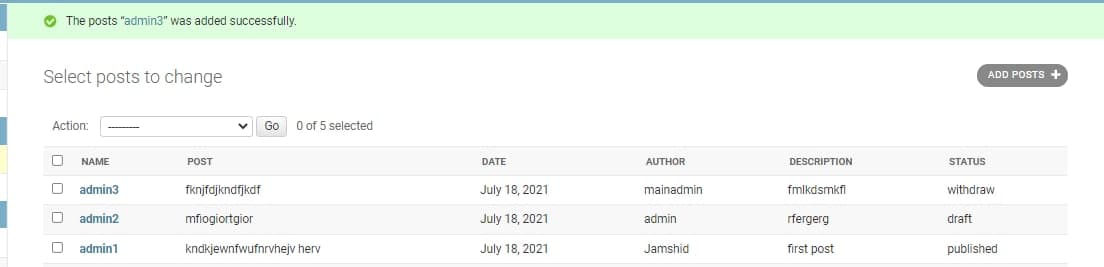 The posts “admin3” was added successfully.
Select posts to change
ADD POSTS +
Action: --------- Go 0 of 5 selected
NAME POST DATE AUTHOR DESCRIPTION STATUS
admin3 fknjfdjkndfjkdf July 18, 2021 mainadmin fmlkdsmkfl withdraw
admin2 mfiogiortgior July 18, 2021 admin rfergerg draft
admin1 kndkjewnfwufnrvhejv herv July 18, 2021 Jamshid first post published